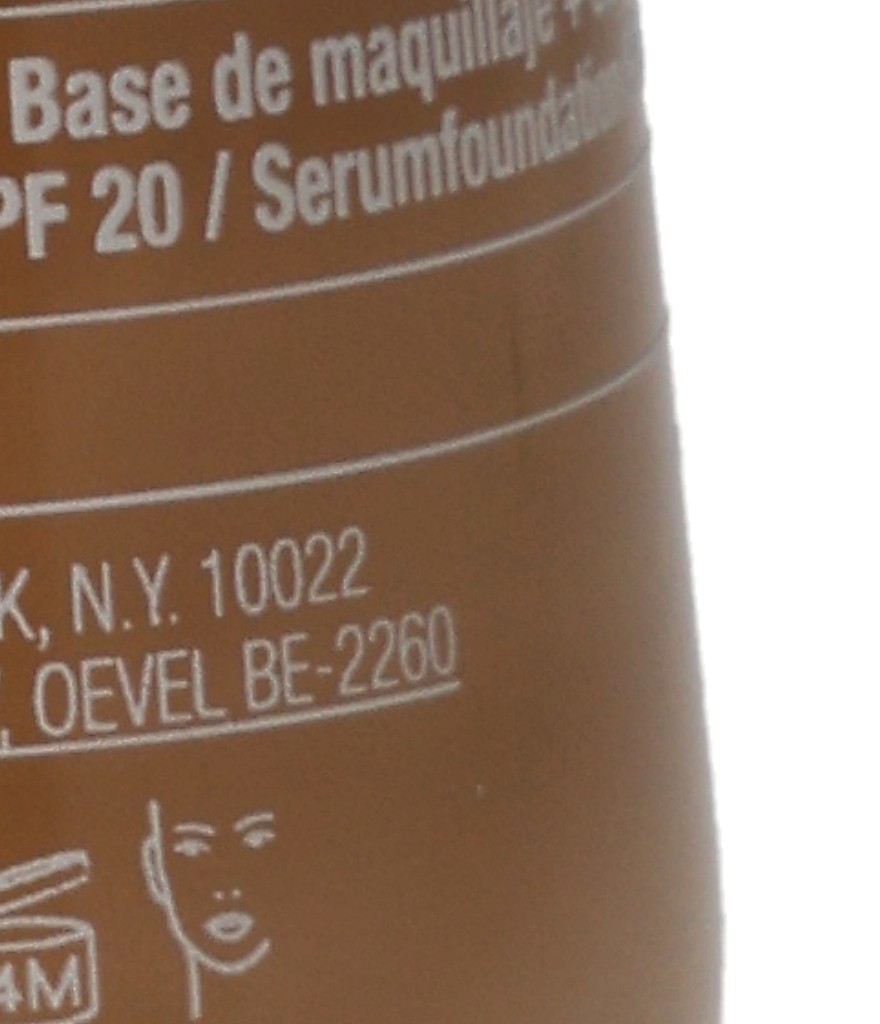 Base de maquillaje +
PF 20 / Serumfoundation
K, N.Y. 10022
, OEVEL BE-2260
4M